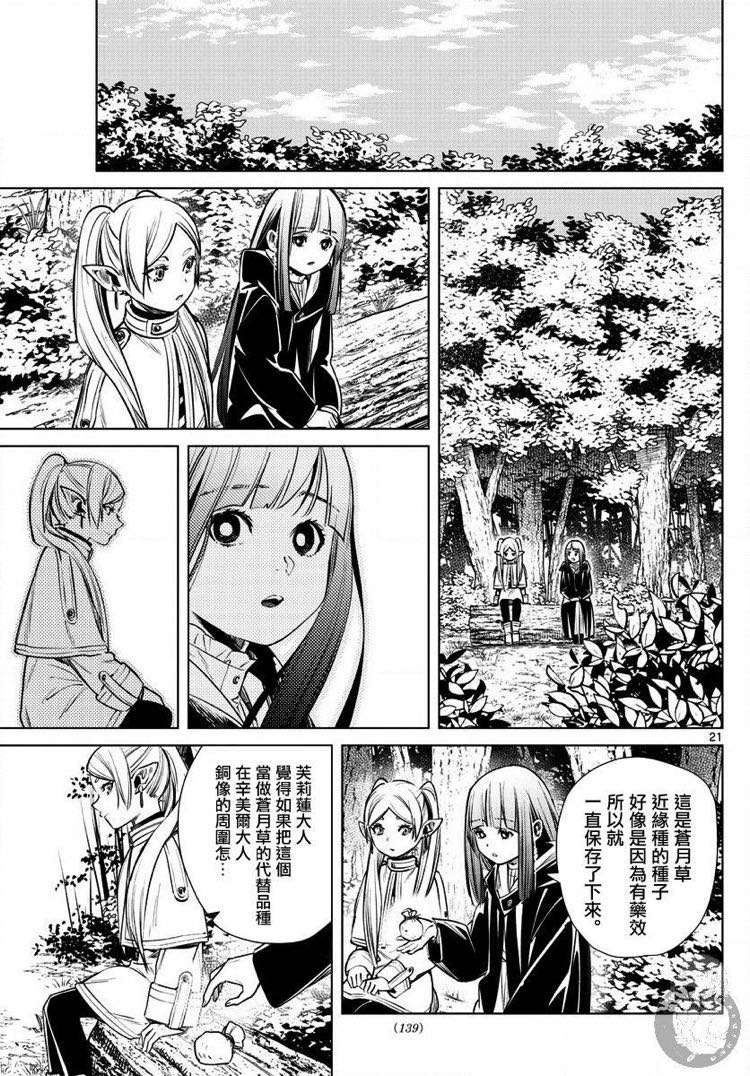 21
這是蒼月草
近緣種的種子
好像是因為有藥效
所以就
一直保存了下來。
芙莉蓮大人
覺得如果把這個
當做蒼月草的代替品種
在辛美爾大人
銅像的周圍怎…
(139)